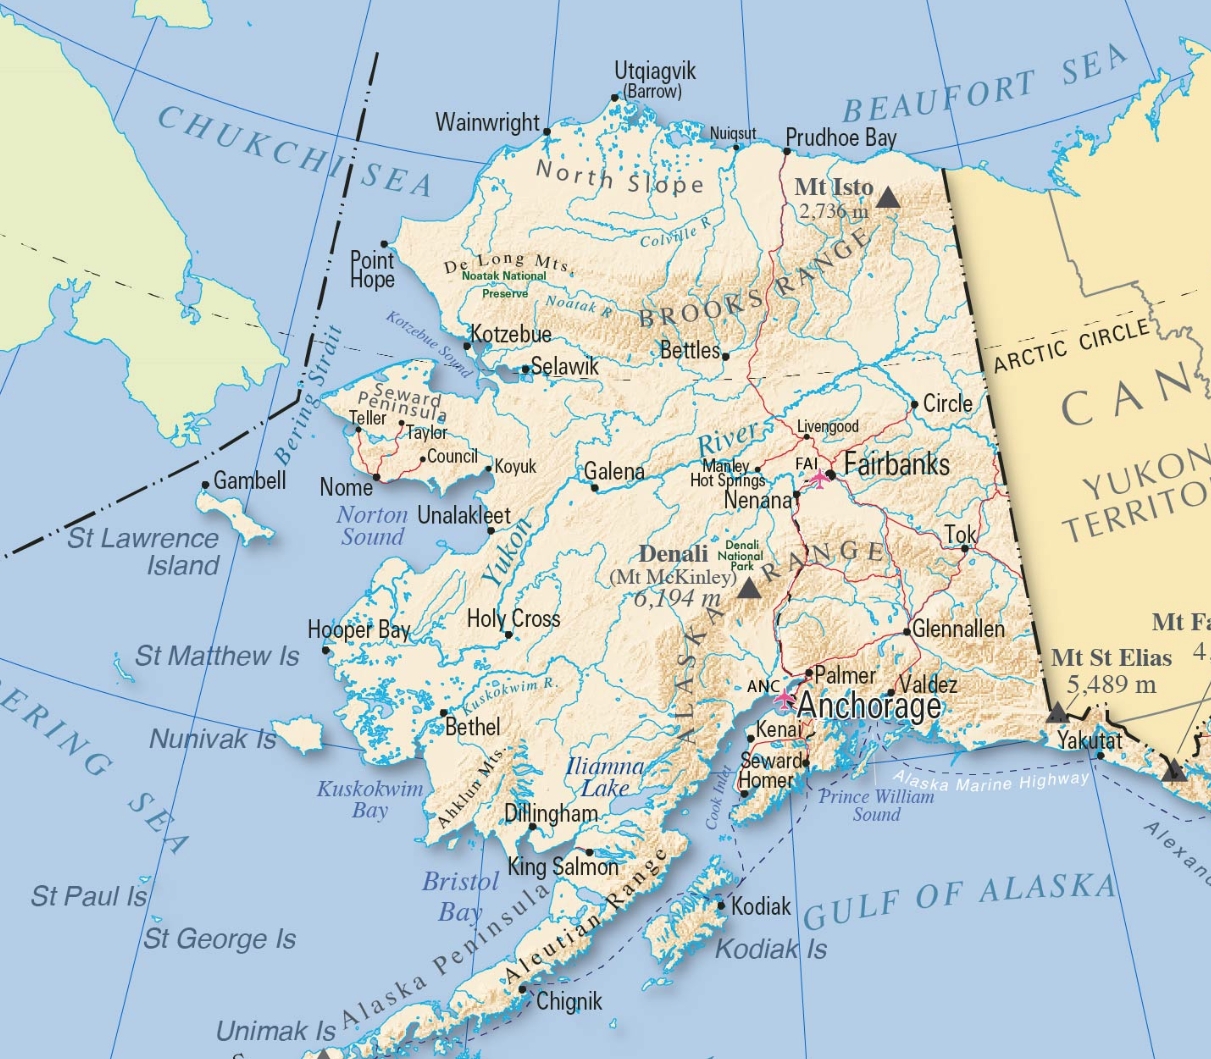 Utqiagvik
(Barrow)
Wainwright
Nuiqsut
Prudhoe Bay
BEAUFORT SEA
CHUKCHI SEA
North Slope
Mt Isto
2,736 m
Colville R.
Point
Hope
De Long Mts.
Noatak National
Preserve
Noatak R.
BROOKS RANGE
Kotzebue Sound
Kotzebue
Selawik
Bettles
ARCTIC CIRCLE
Bering Strait
Seward
Peninsula
Teller
Taylor
Council
Koyuk
Nome
Circle
CAN
YUKON
TERRITO
River
Livengood
Manley
Hot Springs
FAI
Fairbanks
Nenana
Galena
Gambell
St Lawrence
Island
Norton
Sound
Unalakleet
Yukon
Tok
Denali
(Mt McKinley)
6,194 m
Denali
National
Park
ALASKA RANGE
Holy Cross
Hooper Bay
Glennallen
St Matthew Is
Mt Fa
4,
Mt St Elias
5,489 m
Palmer
ANC
Anchorage
Valdez
Kuskokwim R.
Bethel
Nunivak Is
Kenai
Yakutat
BERING SEA
Seward
Homer
Cook Inlet
Alaska Marine Highway
Prince William
Sound
Iliamna
Lake
Ahklun Mts.
Kuskokwim
Bay
Dillingham
King Salmon
Alexand
Bristol
Bay
St Paul Is
St George Is
GULF OF ALASKA
Kodiak
Kodiak Is
Aleutian Range
Alaska Peninsula
Chignik
Unimak Is